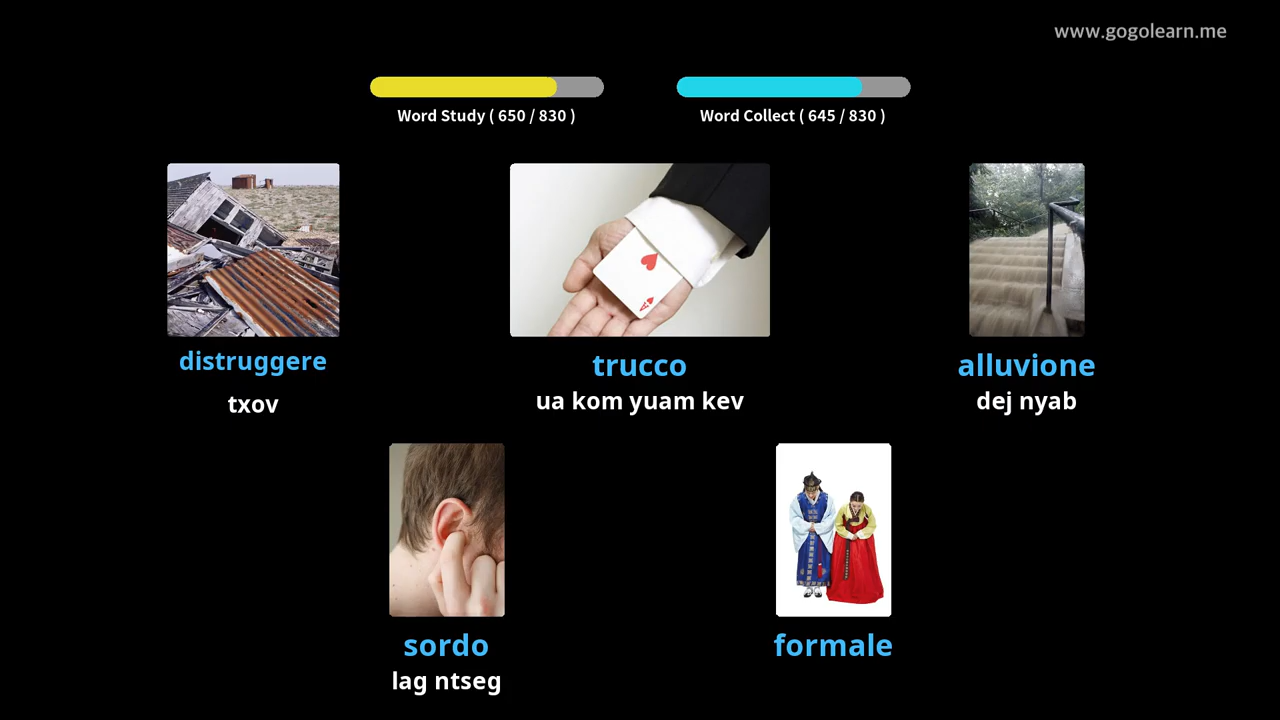 www.gogolearn.me
Word Study ( 650 / 830 )
Word Collect ( 645 / 830 )
distruggere
txov
trucco
ua kom yuam kev
alluvione
dej nyab
sordo
lag ntseg
formale